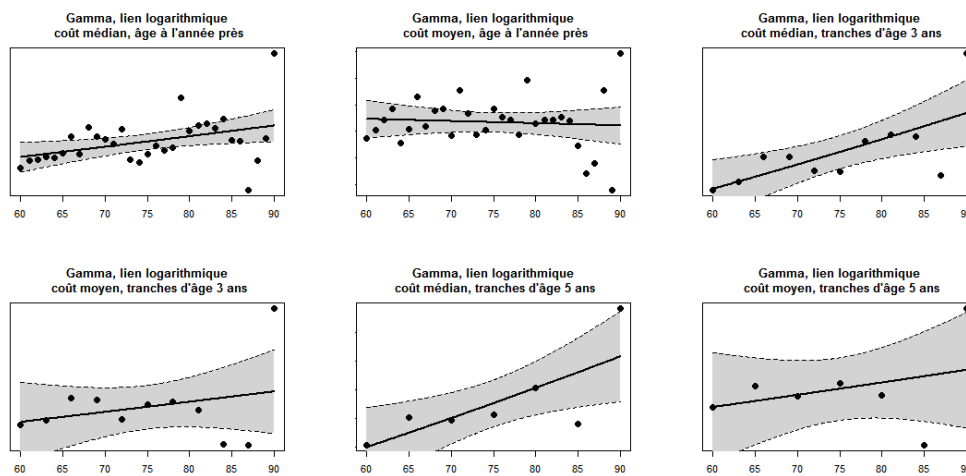 Gamma, lien logarithmique
coût médian, âge à l'année près
60 65 70 75 80 85 90
Gamma, lien logarithmique
coût moyen, âge à l'année près
60 65 70 75 80 85 90
Gamma, lien logarithmique
coût médian, tranches d'âge 3 ans
60 65 70 75 80 85
Gamma, lien logarithmique
coût moyen, tranches d'âge 3 ans
60 65 70 75 80 85 90
Gamma, lien logarithmique
coût médian, tranches d'âge 5 ans
60 65 70 75 80 85 90
Gamma, lien logarithmique
coût moyen, tranches d'âge 5 ans
60 65 70 75 80 85